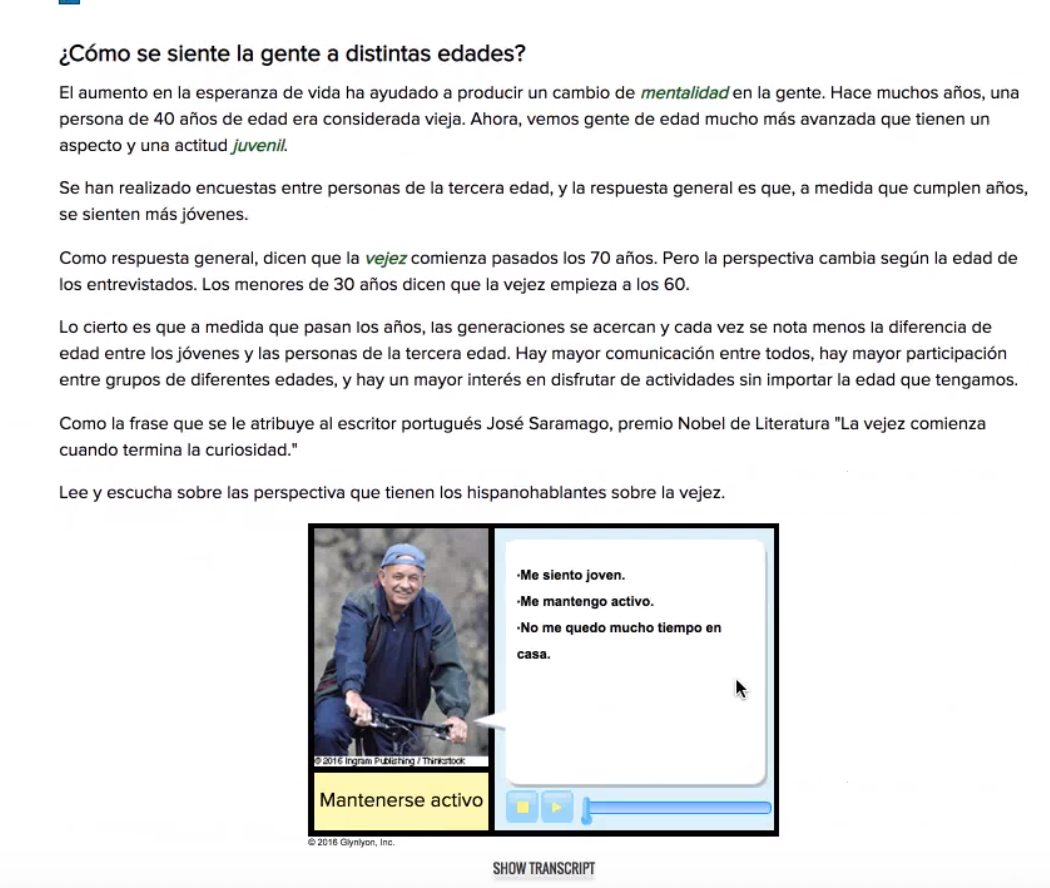 ¿Cómo se siente la gente a distintas edades?
El aumento en la esperanza de vida ha ayudado a producir un cambio de mentalidad en la gente. Hace muchos años, una
persona de 40 años de edad era considerada vieja. Ahora, vemos gente de edad mucho más avanzada que tienen un
aspecto y una actitud juvenil.
Se han realizado encuestas entre personas de la tercera edad, y la respuesta general es que, a medida que cumplen años,
se sienten más jóvenes.
Como respuesta general, dicen que la vejez comienza pasados los 70 años. Pero la perspectiva cambia según la edad de
los entrevistados. Los menores de 30 años dicen que la vejez empieza a los 60.
Lo cierto es que a medida que pasan los años, las generaciones se acercan y cada vez se nota menos la diferencia de
edad entre los jóvenes y las personas de la tercera edad. Hay mayor comunicación entre todos, hay mayor participación
entre grupos de diferentes edades, y hay un mayor interés en disfrutar de actividades sin importar la edad que tengamos.
Como la frase que se le atribuye al escritor portugués José Saramago, premio Nobel de Literatura "La vejez comienza
cuando termina la curiosidad."
Lee y escucha sobre las perspectiva que tienen los hispanohablantes sobre la vejez.
·Me siento joven.
·Me mantengo activo.
·No me quedo mucho tiempo en
casa.
© 2016 Ingram Publishing / Thinkstock
Mantenerse activo
© 2016 Glynlyon, Inc.
SHOW TRANSCRIPT